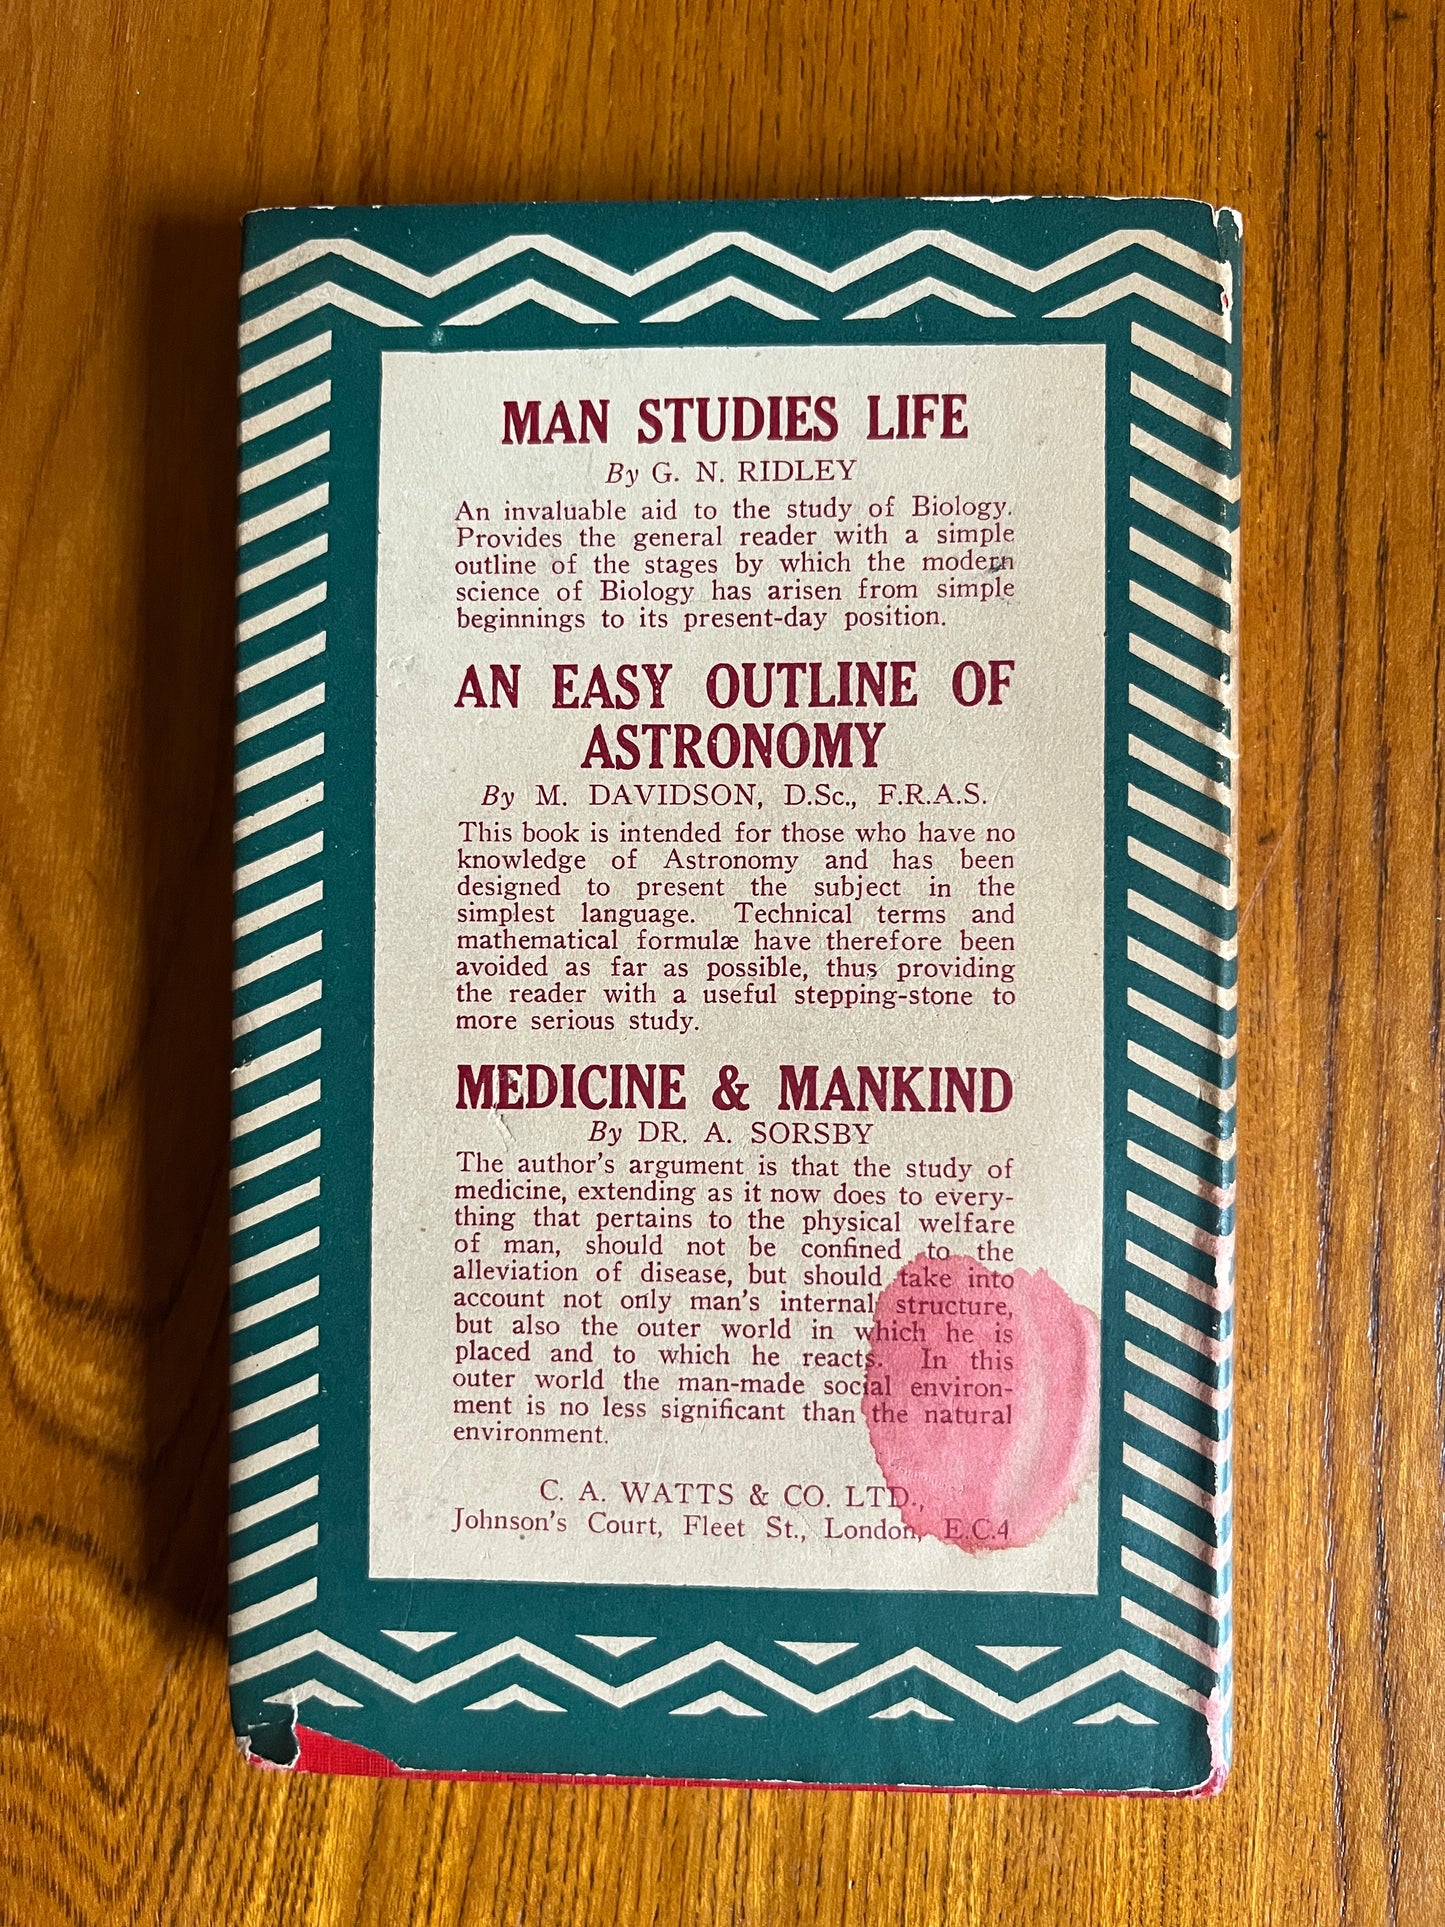 MAN STUDIES LIFE
By G. N. RIDLEY
An invaluable aid to the study of Biology.
Provides the general reader with a simple
outline of the stages by which the modern
science of Biology has arisen from simple
beginnings to its present-day position.
AN EASY OUTLINE OF
ASTRONOMY
By M. DAVIDSON, D.Sc., F.R.A.S.
This book is intended for those who have no
knowledge of Astronomy and has been
designed to present the subject in the
simplest language. Technical terms and
mathematical formulæ have therefore been
avoided as far as possible, thus providing
the reader with a useful stepping-stone to
more serious study.
MEDICINE & MANKIND
By DR. A. SORSBY
The author's argument is that the study of
medicine, extending as it now does to every-
thing that pertains to the physical welfare
of man, should not be confined to the
alleviation of disease, but should take into
account not only man's internal structure,
but also the outer world in which he is
placed and to which he reacts. In this
outer world the man-made social environ-
ment is no less significant than the natural
environment.
C. A. WATTS & CO. LTD.,
Johnson's Court, Fleet St., London, E.C.4